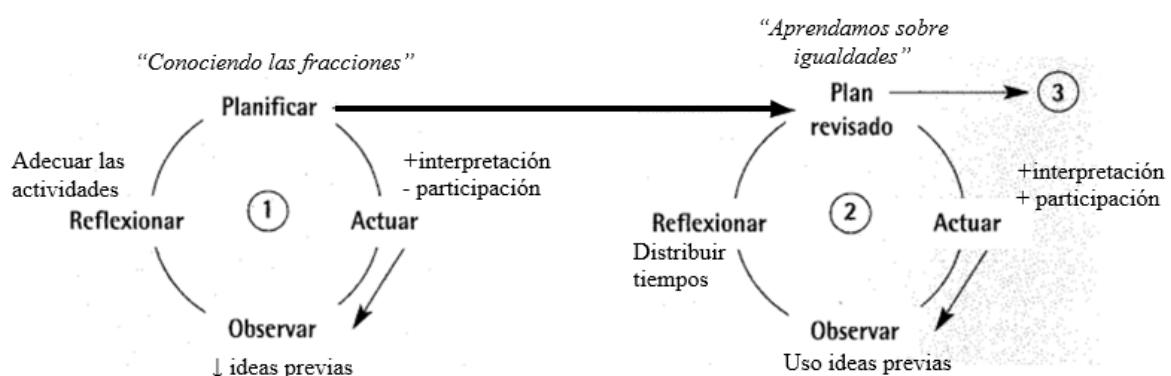 “Conociendo las fracciones”
Planificar
Adecuar las
actividades
+interpretación
- participación
Reflexionar
1
Actuar
Observar
↓ ideas previas
“Aprendamos sobre
igualdades”
Plan
revisado
3
+interpretación
+ participación
Reflexionar
2
Actuar
Distribuir
tiempos
Observar
Uso ideas previas